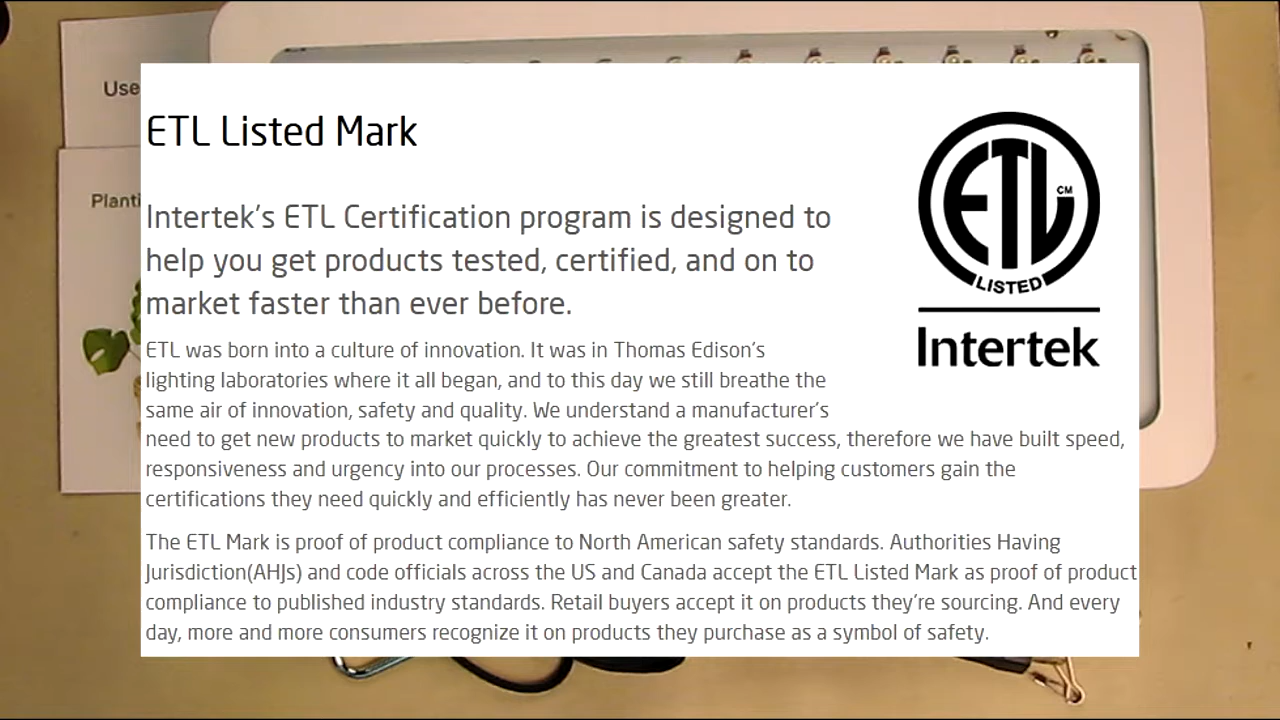 Use
Planti
ETL Listed Mark
Intertek's ETL Certification program is designed to
help you get products tested, certified, and on to
market faster than ever before.
ETL was born into a culture of innovation. It was in Thomas Edison's
lighting laboratories where it all began, and to this day we still breathe the
same air of innovation, safety and quality. We understand a manufacturer's
need to get new products to market quickly to achieve the greatest success, therefore we have built speed,
responsiveness and urgency into our processes. Our commitment to helping customers gain the
certifications they need quickly and efficiently has never been greater.
The ETL Mark is proof of product compliance to North American safety standards. Authorities Having
Jurisdiction(AHJs) and code officials across the US and Canada accept the ETL Listed Mark as proof of product
compliance to published industry standards. Retail buyers accept it on products they're sourcing. And every
day, more and more consumers recognize it on products they purchase as a symbol of safety.
ETL CM
LISTED
Intertek